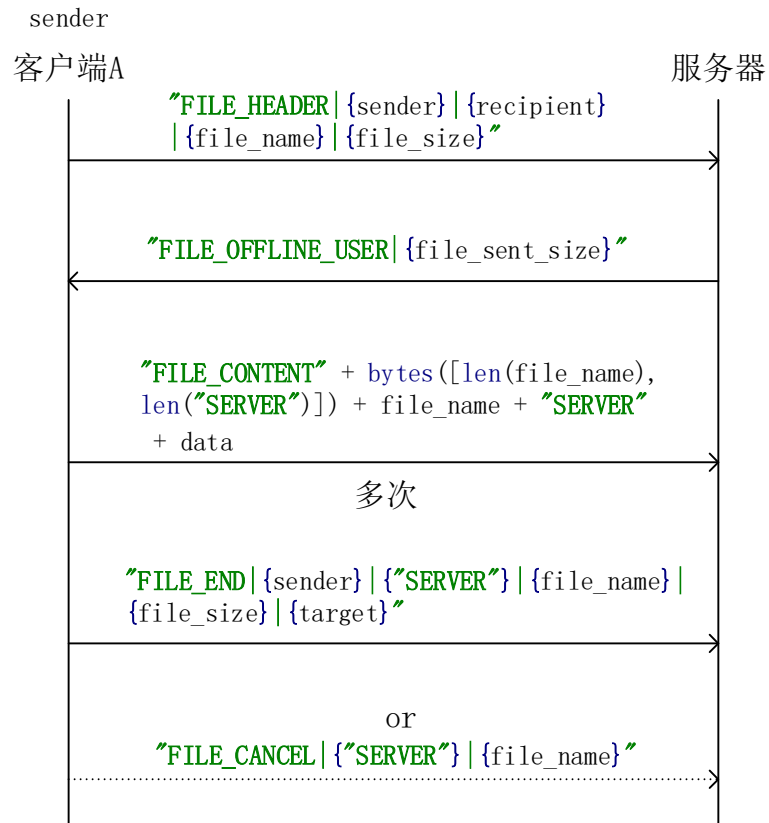 sender
客户端A
服务器
"FILE_HEADER|{sender}|{recipient}
|{file_name}|{file_size}"
"FILE_OFFLINE_USER|{file_sent_size}"
"FILE_CONTENT" + bytes([len(file_name),
len("SERVER")]) + file_name + "SERVER"
+ data
多次
"FILE_END|{sender}|{"SERVER"}|{file_name}|
{file_size}|{target}"
or
"FILE_CANCEL|{"SERVER"}|{file_name}"